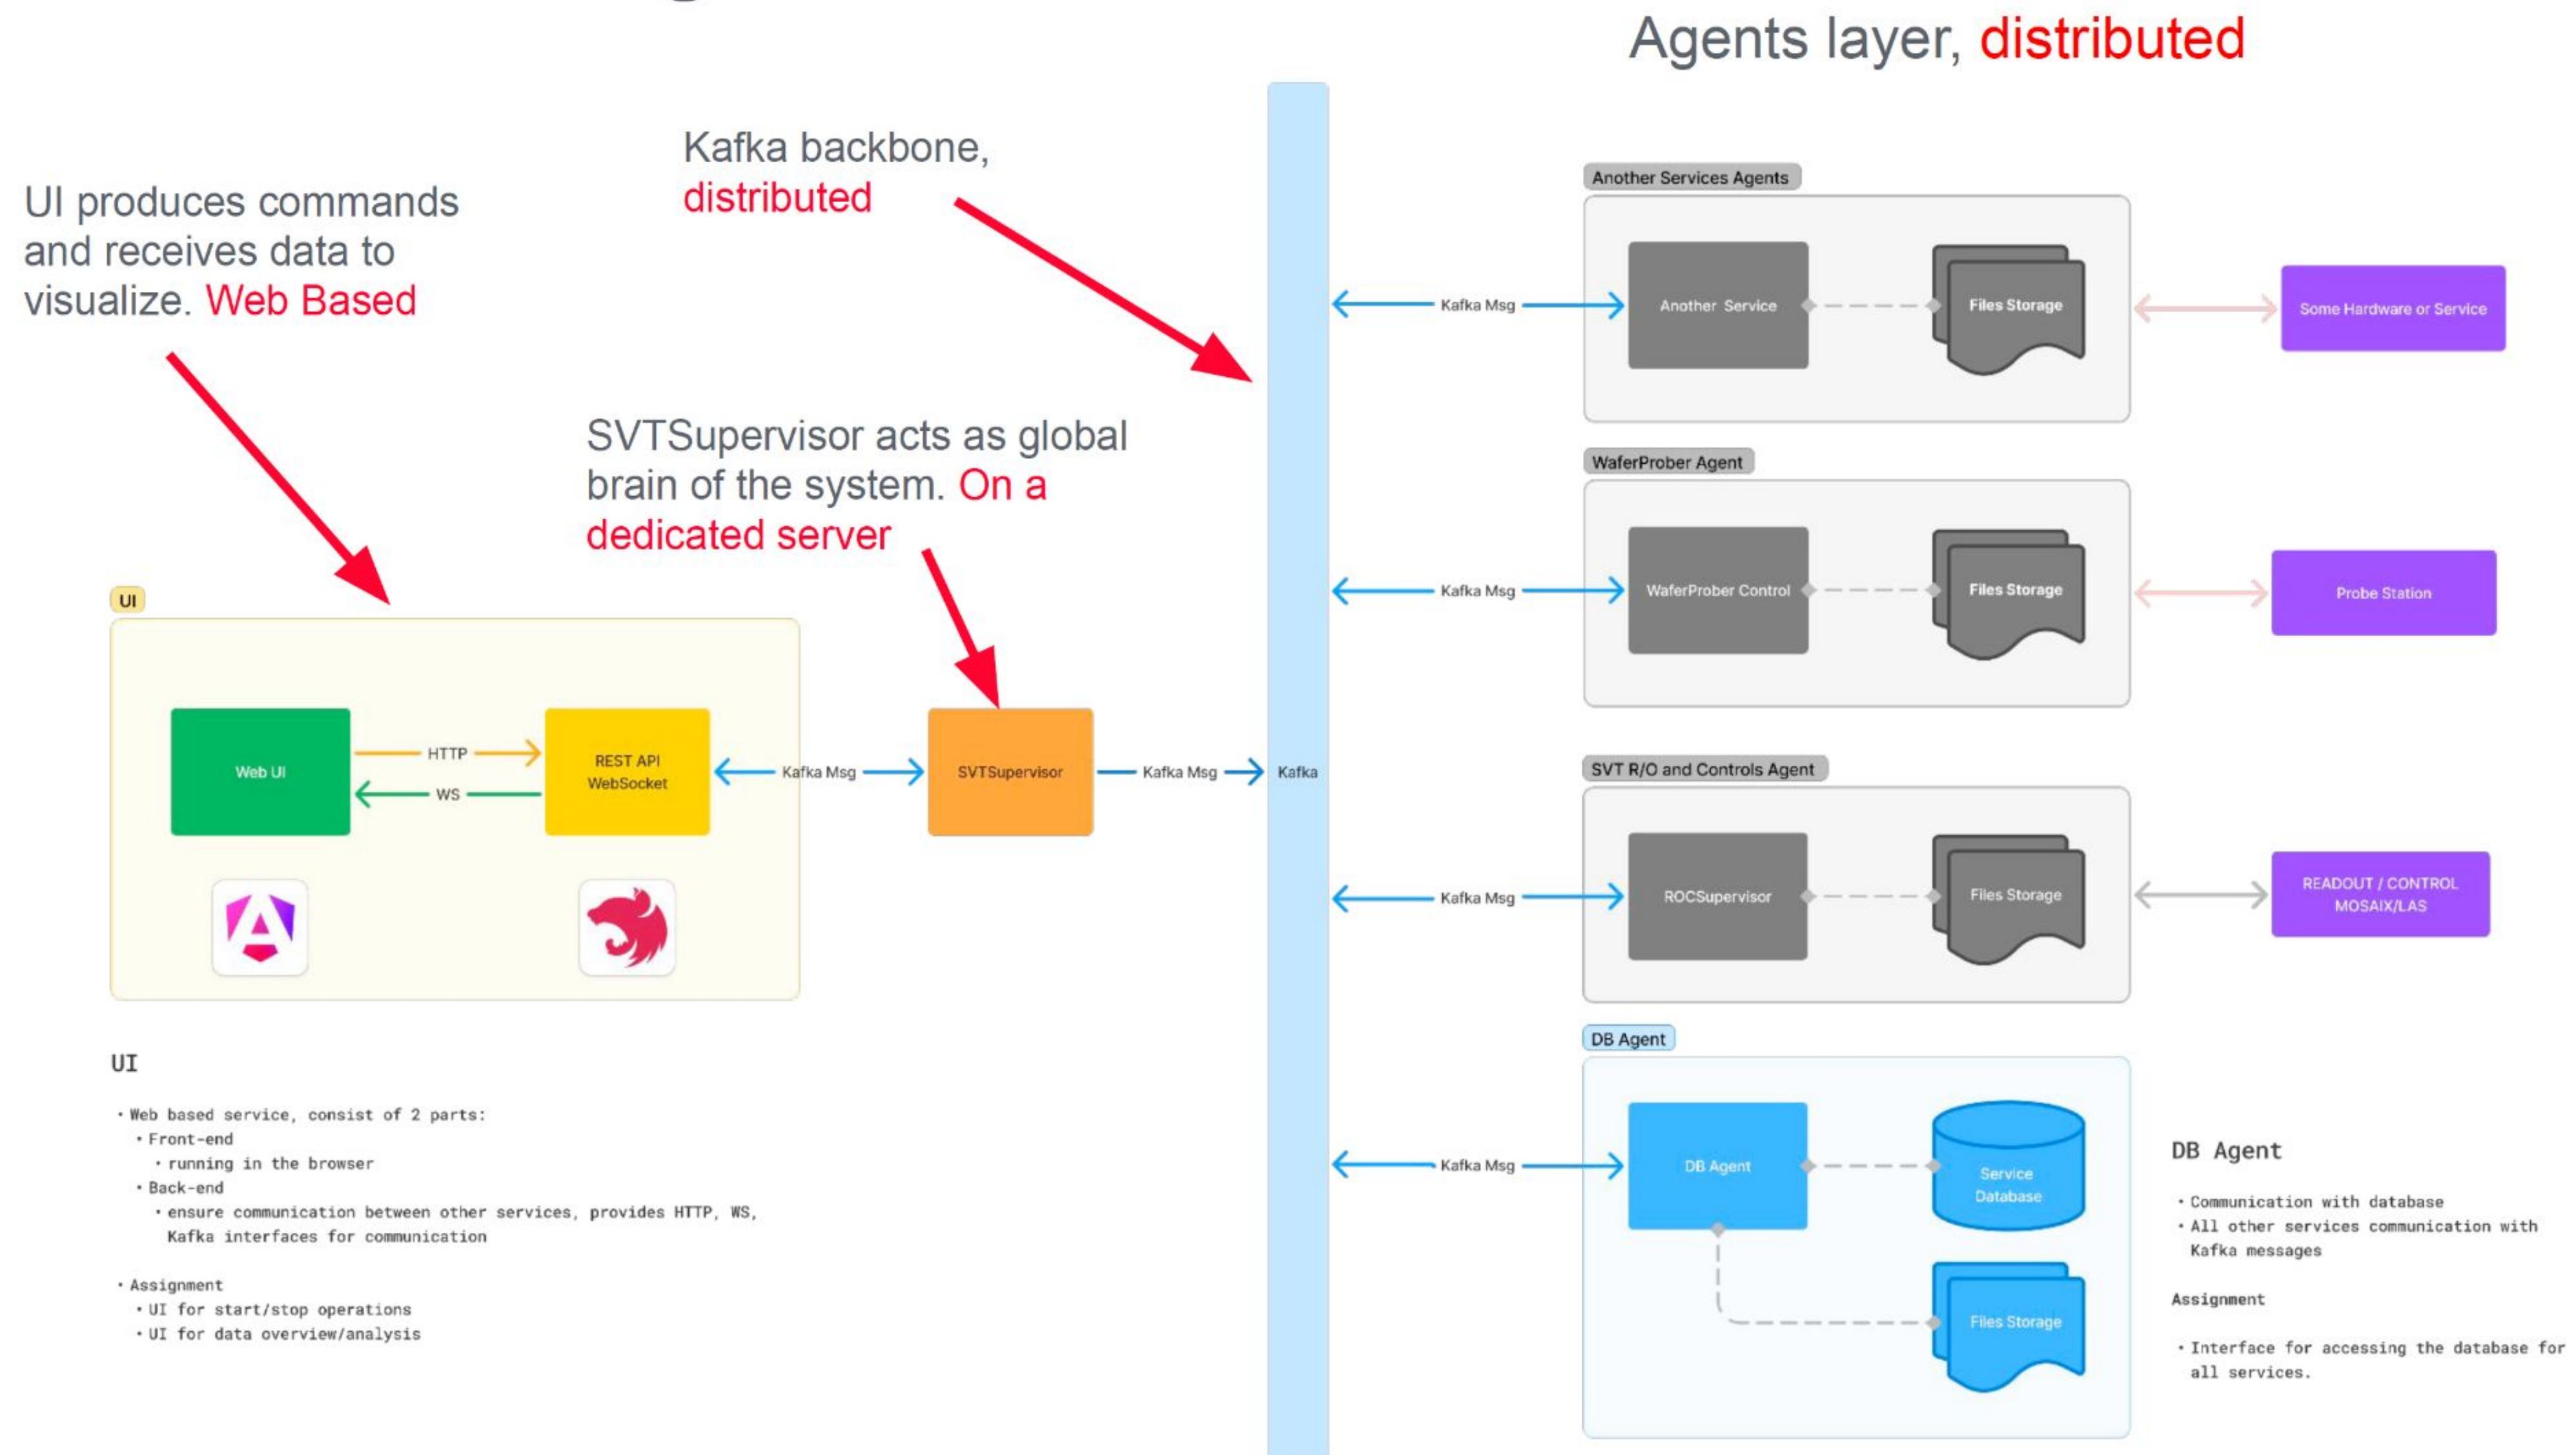 Agents layer, distributed
Kafka backbone,
distributed
UI produces commands
and receives data to
visualize. Web Based
SVTSupervisor acts as global
brain of the system. On a
dedicated server
UI
Web UI
HTTP
WS
REST API
WebSocket
Kafka Msg
SVTSupervisor
Kafka Msg
Kafka
Another Services Agents
Kafka Msg
Another Service
Files Storage
Some Hardware or Service
WaferProber Agent
Kafka Msg
WaferProber Control
Files Storage
Probe Station
SVT R/O and Controls Agent
Kafka Msg
ROCSupervisor
Files Storage
READOUT / CONTROL
MOSAIX/LAS
DB Agent
Kafka Msg
DB Agent
Service
Database
Files Storage
UI
• Web based service, consist of 2 parts:
• Front-end
• running in the browser
• Back-end
• ensure communication between other services, provides HTTP, WS,
Kafka interfaces for communication
• Assignment
• UI for start/stop operations
• UI for data overview/analysis
DB Agent
• Communication with database
• All other services communication with
Kafka messages
Assignment
• Interface for accessing the database for
all services.